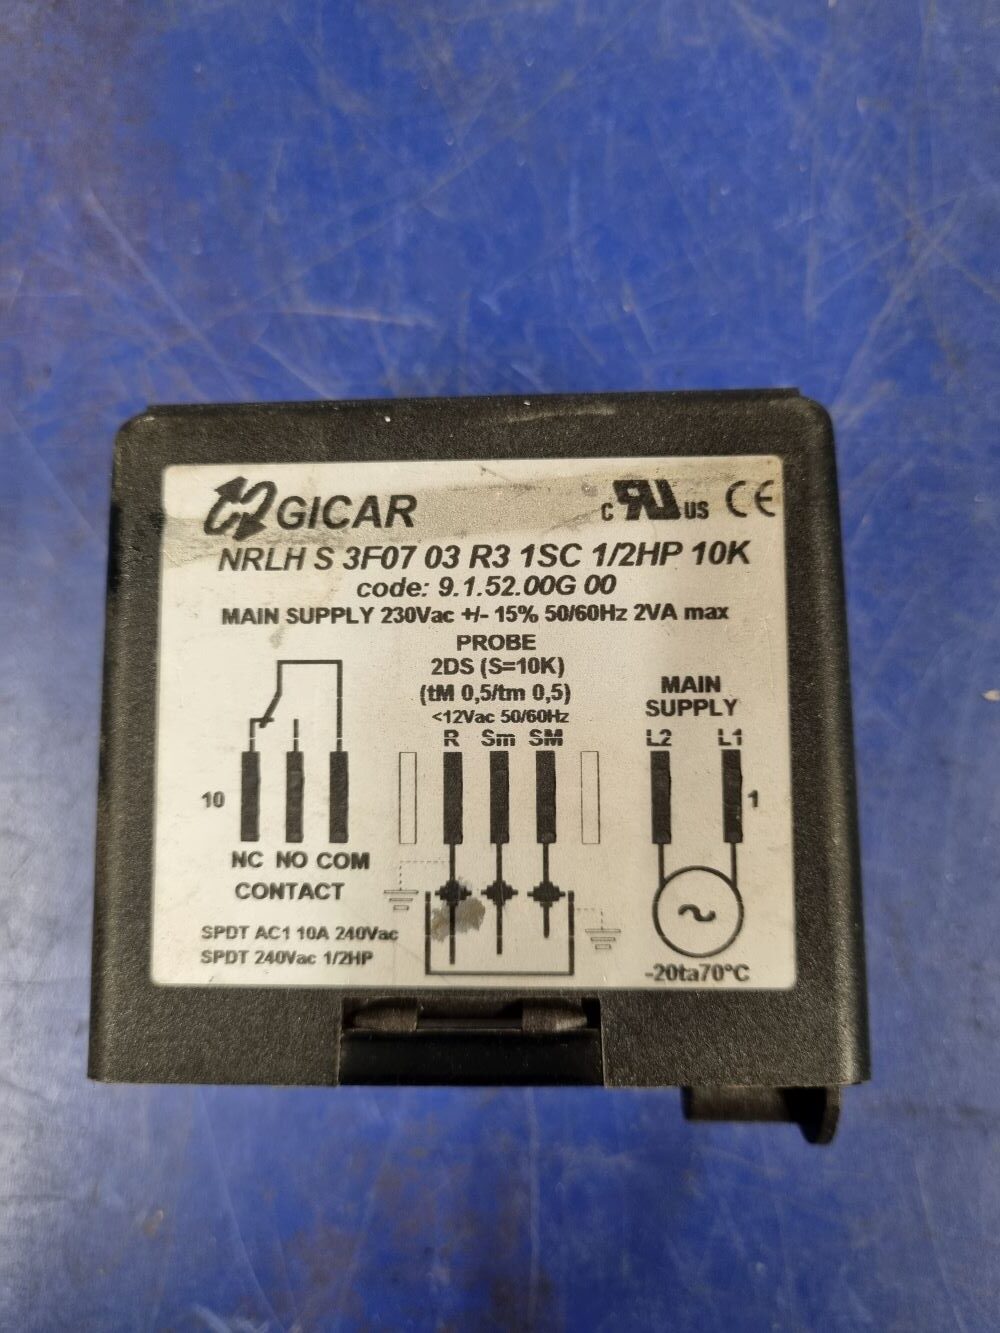 GICAR
C RU US CE
NRLH S 3F07 03 R3 1SC 1/2HP 10K
code: 9.1.52.00G 00
MAIN SUPPLY 230Vac +/- 15% 50/60Hz 2VA max
PROBE
2DS (S=10K)
(tM 0,5/tm 0,5)
<12Vac 50/60Hz
R Sm SM
MAIN
SUPPLY
L2 L1
10
1
NC NO COM
CONTACT
SPDT AC1 10A 240Vac
SPDT 240Vac 1/2HP
~
-20ta70°C